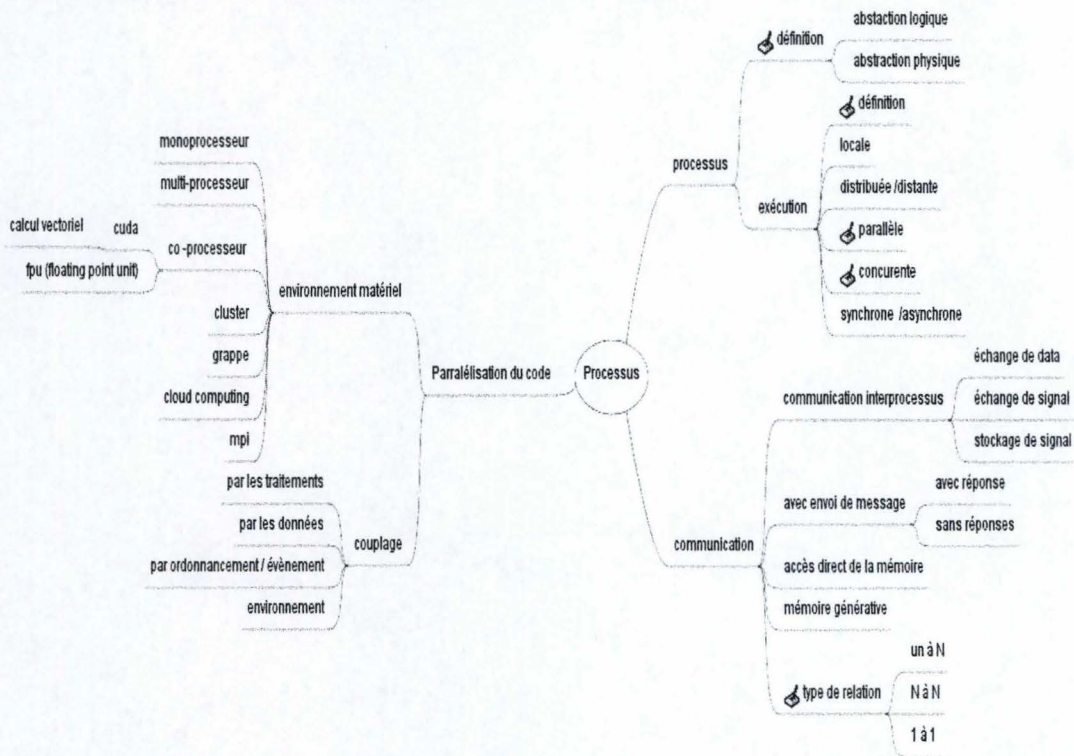 Processus
processus
définition
abstaction logique
abstraction physique
exécution
définition
locale
distribuée /distante
parallèle
concurente
synchrone /asynchrone
communication
communication interprocessus
échange de data
échange de signal
stockage de signal
avec envoi de message
avec réponse
sans réponses
accès direct de la mémoire
mémoire générative
type de relation
un à N
N à N
1 à 1
Parralélisation du code
environnement matériel
monoprocesseur
multi-processeur
co -processeur
cuda
calcul vectoriel
fpu (floating point unit)
cluster
grappe
cloud computing
mpi
couplage
par les traitements
par les données
par ordonnancement / évènement
environnement